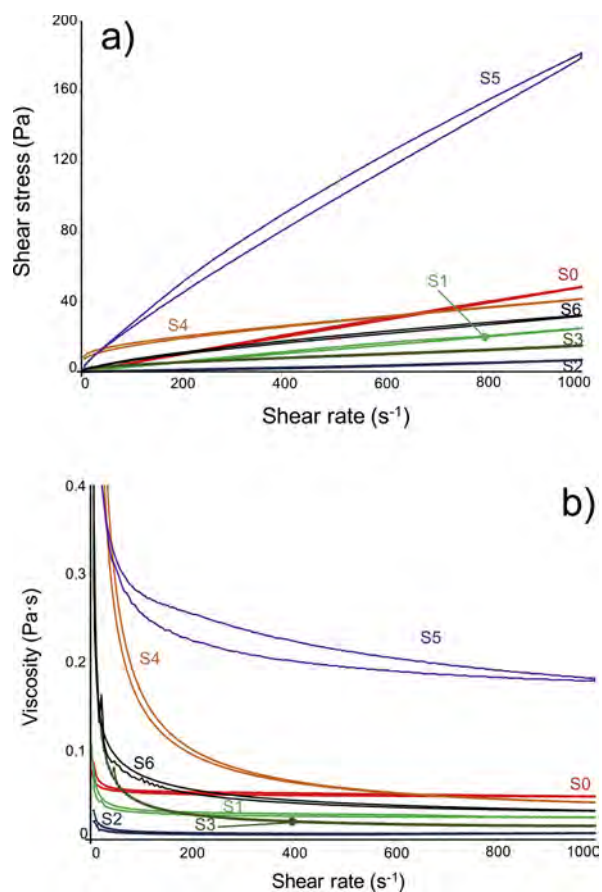 a)
200
160
120
80
40
0
Shear stress (Pa)
S5
S1
S0
S4
S6
S3
S2
0
200
400
600
800
1000
Shear rate (s⁻¹)
b)
0.4
0.3
0.2
0.1
0
Viscosity (Pa·s)
S5
S4
S6
S0
S1
S2
S3
0
200
400
600
800
1000
Shear rate (s⁻¹)